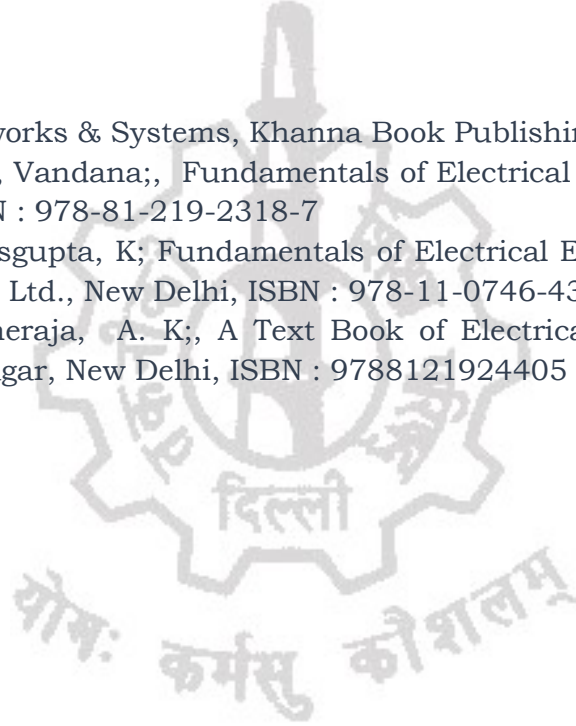 works & Systems, Khanna Book Publishin
, Vandana;, Fundamentals of Electrical
N : 978-81-219-2318-7
sgupta, K; Fundamentals of Electrical E
Ltd., New Delhi, ISBN : 978-11-0746-43
heraja, A. K;, A Text Book of Electrica
gar, New Delhi, ISBN : 9788121924405
दिल्ली
योगः कर्मसु कौशलम्